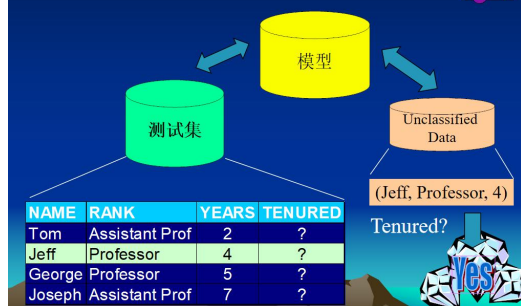 模型
测试集
Unclassified
Data
(Jeff, Professor, 4)
Tenured?
Yes
NAME RANK YEARS TENURED
Tom Assistant Prof 2 ?
Jeff Professor 4 ?
George Professor 5 ?
Joseph Assistant Prof 7 ?